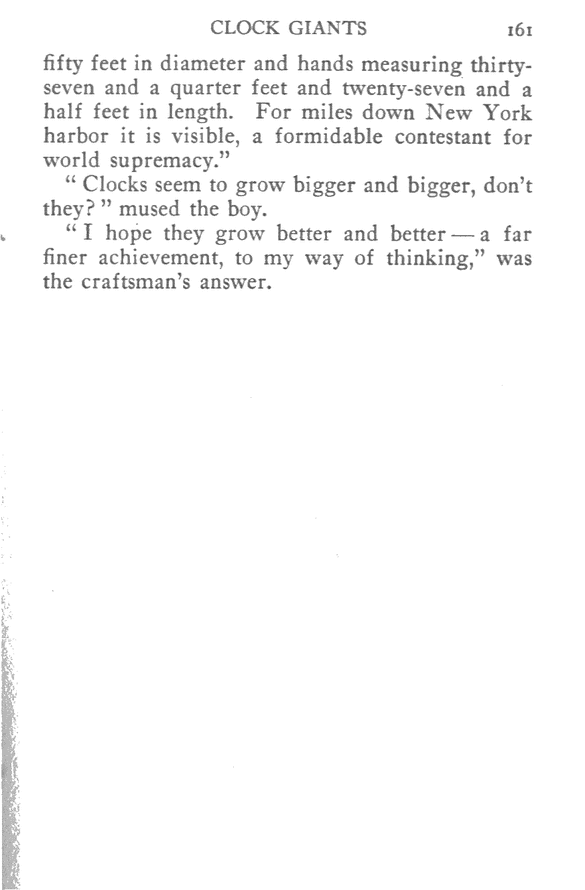 CLOCK GIANTS 161
fifty feet in diameter and hands measuring thirty-
seven and a quarter feet and twenty-seven and a
half feet in length. For miles down New York
harbor it is visible, a formidable contestant for
world supremacy.”
“ Clocks seem to grow bigger and bigger, don’t
they? ” mused the boy.
“ I hope they grow better and better — a far
finer achievement, to my way of thinking,” was
the craftsman’s answer.